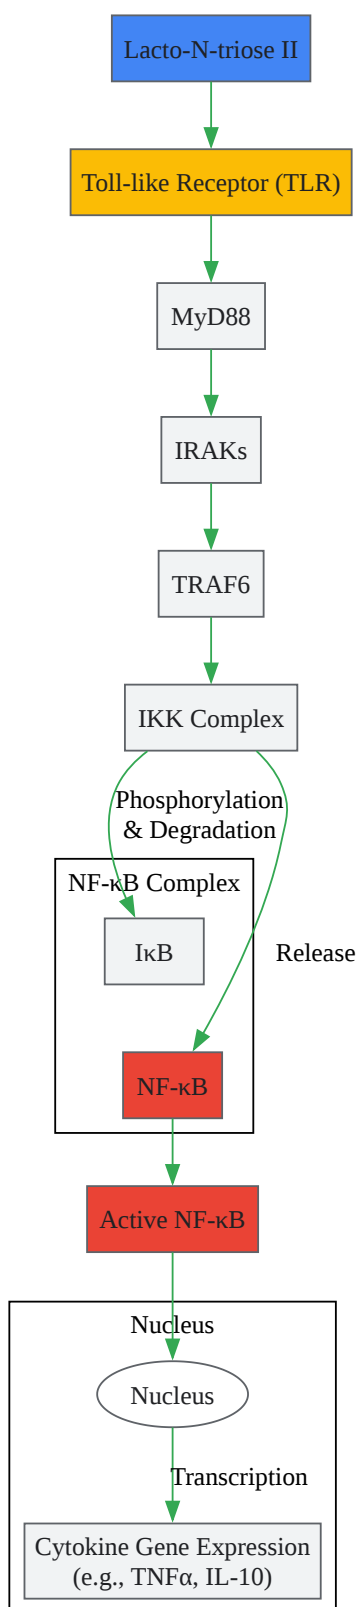 Lacto-N-triose II
Toll-like Receptor (TLR)
MyD88
IRAKs
TRAF6
IKK Complex
Phosphorylation
& Degradation
NF-κB Complex
IκB
Release
NF-κB
Active NF-κB
Nucleus
Nucleus
Transcription
Cytokine Gene Expression
(e.g., TNFα, IL-10)